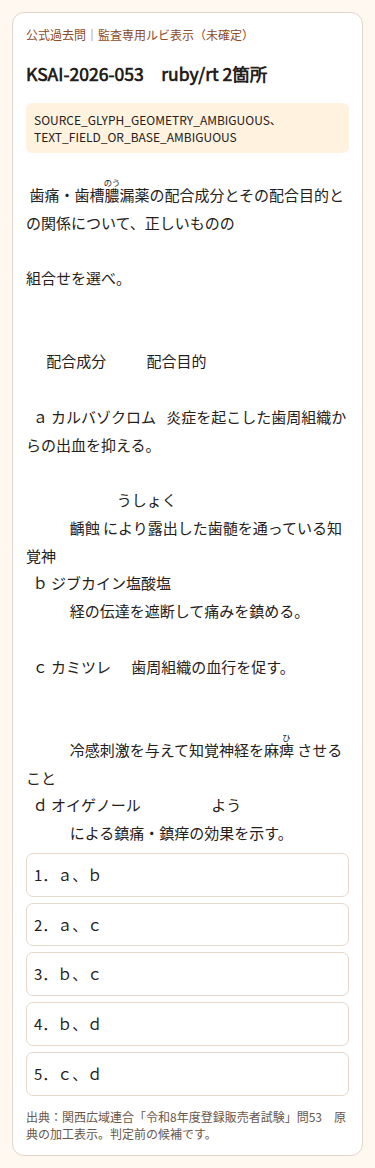 公式過去問｜監査専用ルビ表示（未確定）
KSAI-2026-053　ruby/rt 2箇所
SOURCE_GLYPH_GEOMETRY_AMBIGUOUS、
TEXT_FIELD_OR_BASE_AMBIGUOUS
のう
歯痛・歯槽膿漏薬の配合成分とその配合目的と
の関係について、正しいものの
組合せを選べ。
配合成分　　配合目的
ａ カルバゾクロム　炎症を起こした歯周組織か
らの出血を抑える。
うしょく
齲蝕 により露出した歯髄を通っている知
覚神
ｂ ジブカイン塩酸塩
経の伝達を遮断して痛みを鎮める。
ｃ カミツレ　歯周組織の血行を促す。
ひ
冷感刺激を与えて知覚神経を麻痺 させる
こと
ｄ オイゲノール　　よう
による鎮痛・鎮痒の効果を示す。
1．ａ、ｂ
2．ａ、ｃ
3．ｂ、ｃ
4．ｂ、ｄ
5．ｃ、ｄ
出典：関西広域連合「令和8年度登録販売者試験」問53　原
典の加工表示。判定前の候補です。